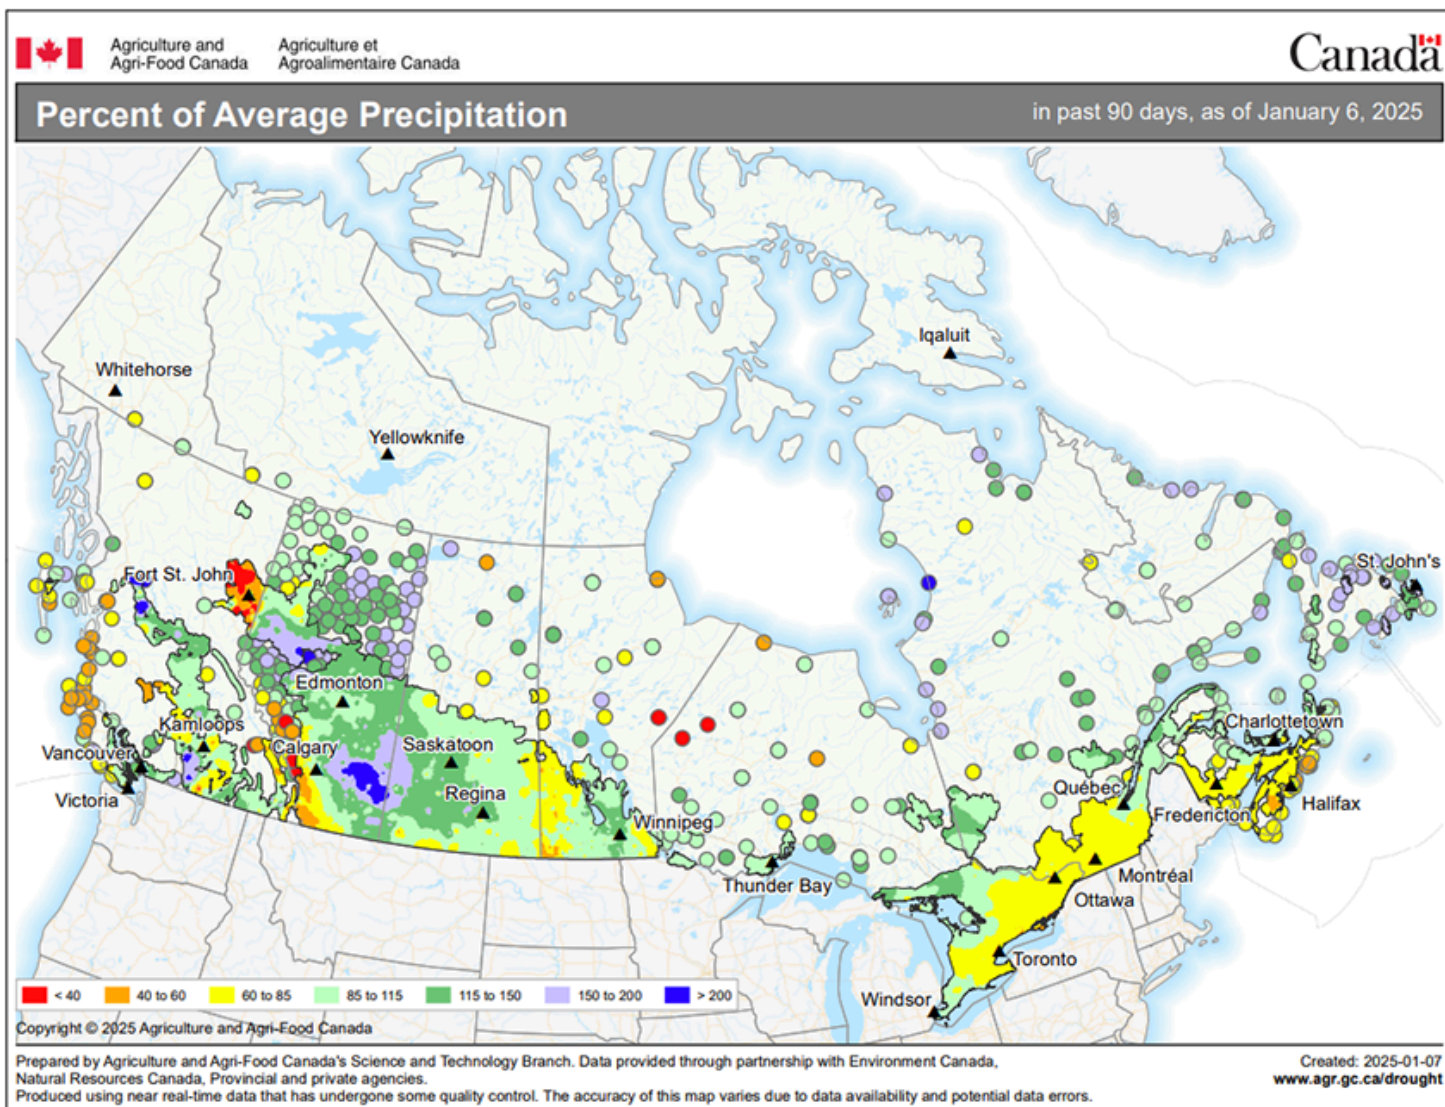 Agriculture and
Agri-Food Canada
Agriculture et
Agroalimentaire Canada
Canada
Percent of Average Precipitation
in past 90 days, as of January 6, 2025
Iqaluit
Whitehorse
Yellowknife
St. John's
Fort St. John
Edmonton
Kamloops
Charlottetown
Vancouver
Calgary
Saskatoon
Québec
Victoria
Regina
Halifax
Winnipeg
Fredericton
Thunder Bay
Montréal
Ottawa
Toronto
Windsor
< 40
40 to 60
60 to 85
85 to 115
115 to 150
150 to 200
> 200
Copyright © 2025 Agriculture and Agri-Food Canada
Prepared by Agriculture and Agri-Food Canada's Science and Technology Branch. Data provided through partnership with Environment Canada,
Natural Resources Canada, Provincial and private agencies.
Produced using near real-time data that has undergone some quality control. The accuracy of this map varies due to data availability and potential data errors.
Created: 2025-01-07
www.agr.gc.ca/drought